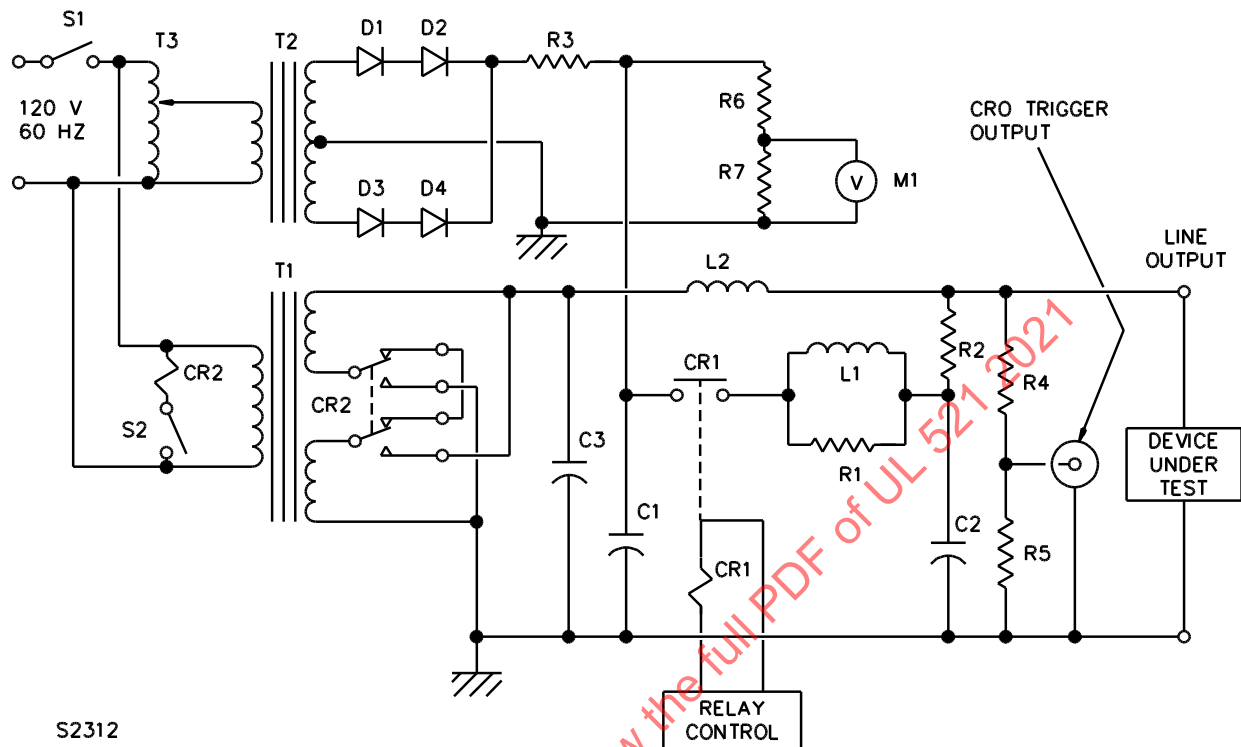 S1
T3
T2
D1
D2
R3
120 V
60 HZ
R6
CRO TRIGGER
OUTPUT
D3
D4
R7
V
M1
LINE
OUTPUT
T1
L2
CR2
S2
CR2
C3
CR1
L1
R1
R2
R4
C1
C2
R5
DEVICE
UNDER
TEST
CR1
RELAY
CONTROL
S2312
w the full PDF of UL 521 2021